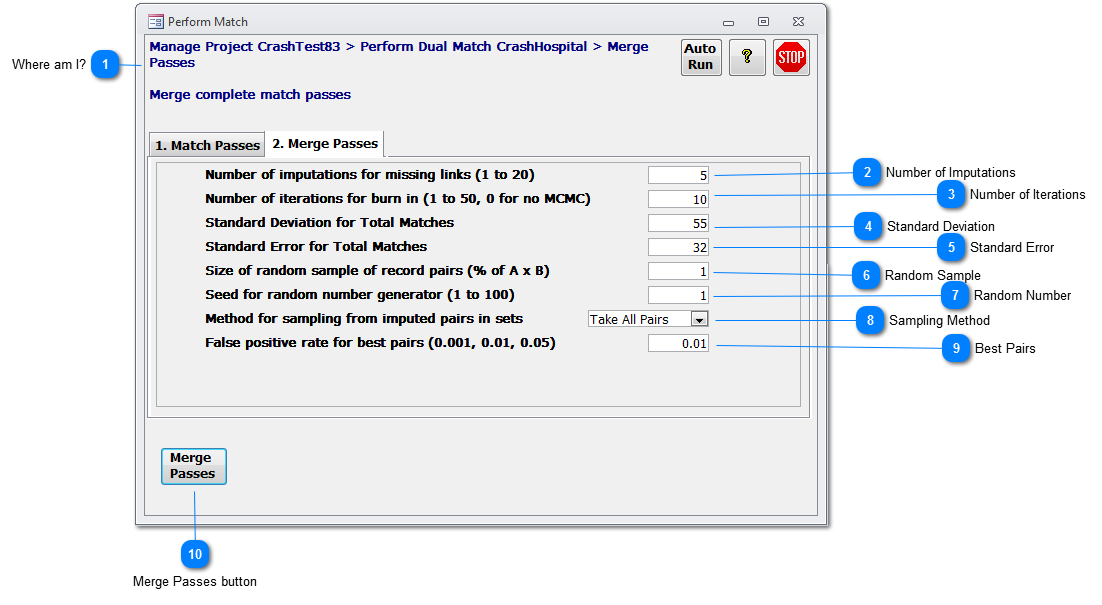 Perform Match
Manage Project CrashTest83 > Perform Dual Match CrashHospital > Merge
Passes
Auto
Run
?
STOP
Where am I?
1
Merge complete match passes
1. Match Passes
2. Merge Passes
Number of imputations for missing links (1 to 20)
5
2
Number of Imputations
Number of iterations for burn in (1 to 50, 0 for no MCMC)
10
3
Number of Iterations
Standard Deviation for Total Matches
55
4
Standard Deviation
Standard Error for Total Matches
32
5
Standard Error
Size of random sample of record pairs (% of A x B)
1
6
Random Sample
Seed for random number generator (1 to 100)
1
7
Random Number
Method for sampling from imputed pairs in sets
Take All Pairs
8
Sampling Method
False positive rate for best pairs (0.001, 0.01, 0.05)
0.01
9
Best Pairs
Merge
Passes
10
Merge Passes button